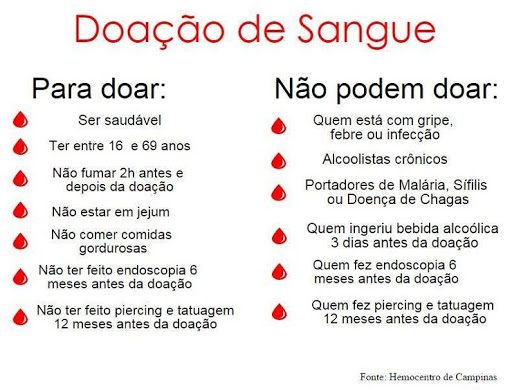 Doação de Sangue
Para doar:
Ser saudável
Ter entre 16 e 69 anos
Não fumar 2h antes e
depois da doação
Não estar em jejum
Não comer comidas
gordurosas
Não ter feito endoscopia 6
meses antes da doação
Não ter feito piercing e tatuagem
12 meses antes da doação
Não podem doar:
Quem está com gripe,
febre ou infecção
Alcoolistas crônicos
Portadores de Malária, Sífilis
ou Doença de Chagas
Quem ingeriu bebida alcoólica
3 dias antes da doação
Quem fez endoscopia 6
meses antes da doação
Quem fez piercing e tatuagem
12 meses antes da doação
Fonte: Hemocentro de Campinas